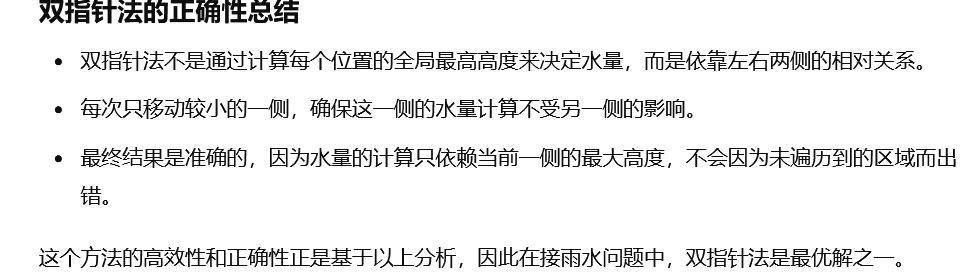 双指针法的正确性总结
• 双指针法不是通过计算每个位置的全局最高高度来决定水量，而是依靠左右两侧的相对关系。
• 每次只移动较小的一侧，确保这一侧的水量计算不受另一侧的影响。
• 最终结果是准确的，因为水量的计算只依赖当前一侧的最大高度，不会因为未遍历到的区域而出
错。
这个方法的高效性和正确性正是基于以上分析，因此在接雨水问题中，双指针法是最优解之一。